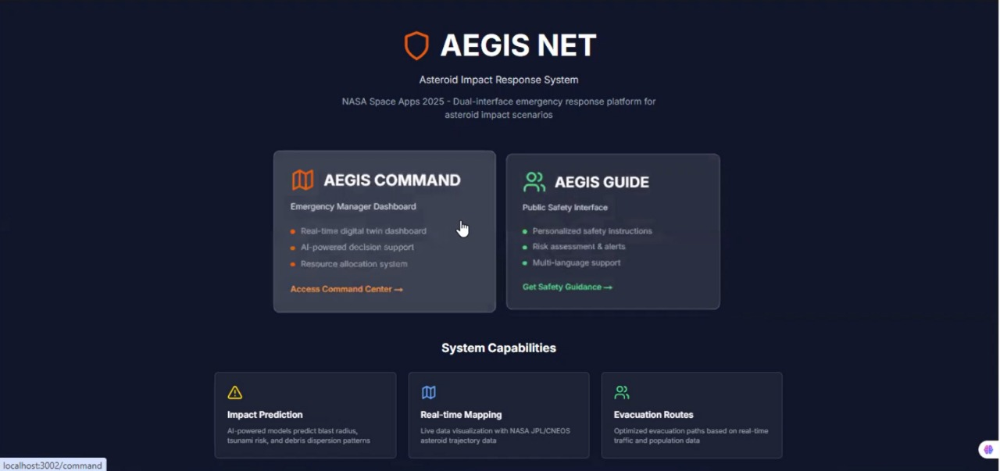 AEGIS NET
Asteroid Impact Response System
NASA Space Apps 2025 - Dual-interface emergency response platform for
asteroid impact scenarios
AEGIS COMMAND
Emergency Manager Dashboard
Real-time digital twin dashboard
AI-powered decision support
Resource allocation system
Access Command Center →
AEGIS GUIDE
Public Safety Interface
Personalized safety instructions
Risk assessment & alerts
Multi-language support
Get Safety Guidance →
System Capabilities
Impact Prediction
AI-powered models predict blast radius,
tsunami risk, and debris dispersion patterns
Real-time Mapping
Live data visualization with NASA JPL/CNEOS
asteroid trajectory data
Evacuation Routes
Optimized evacuation paths based on real-time
traffic and population data
localhost:3002/command